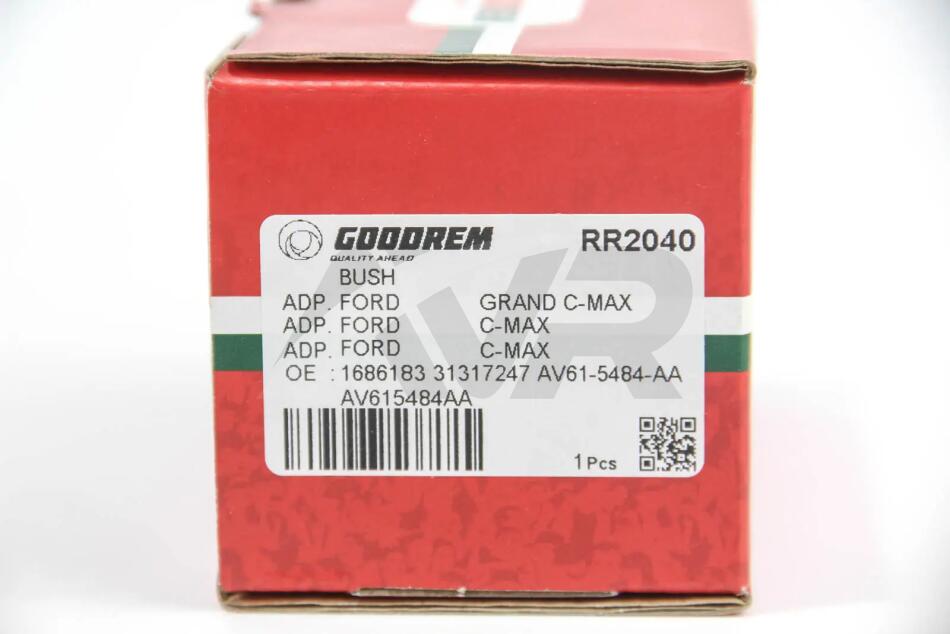 GOODREM RR2040
QUALITY AHEAD
BUSH
ADP. FORD GRAND C-MAX
ADP. FORD C-MAX
ADP. FORD C-MAX
OE : 1686183 31317247 AV61-5484-AA
AV615484AA
1 Pcs
AVR